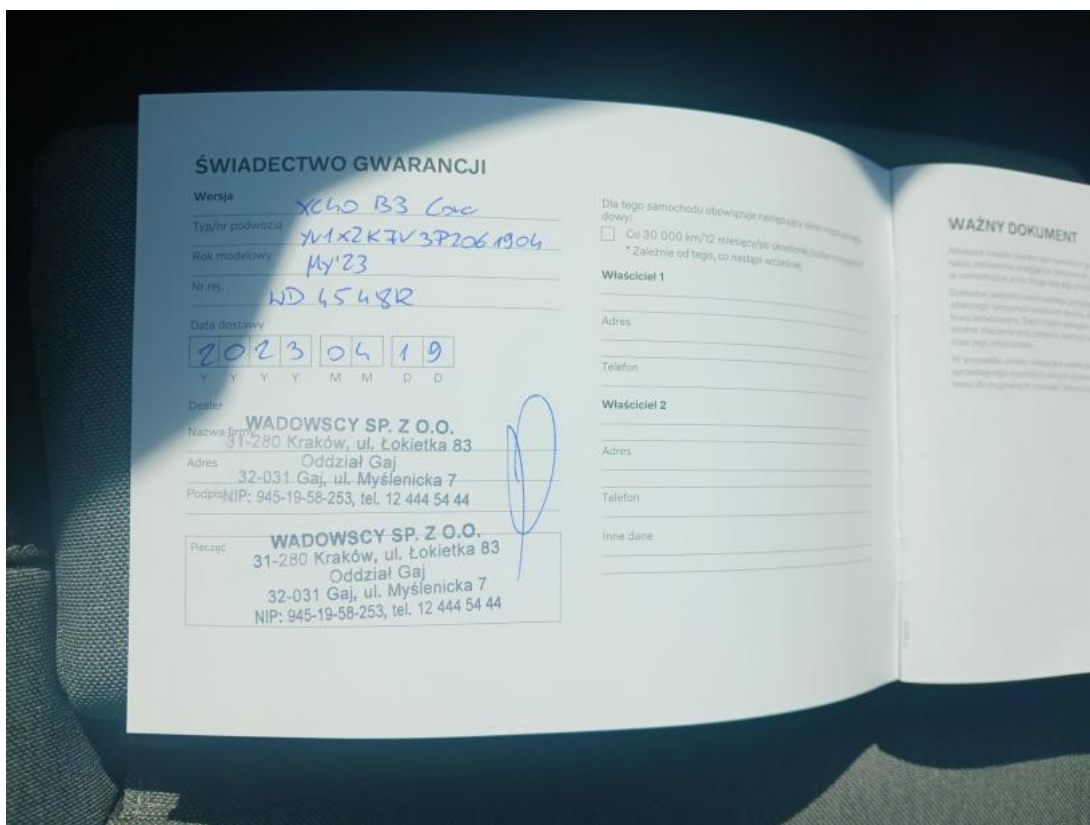 ŚWIADECTWO GWARANCJI
Wersja
XC40 B3 Core
Typ/nr podwozia
YV1XZK7V3P2061904
Rok modelowy
MY'23
Nr rej.
WD 4548R
Data dostawy
2023 04 19
Y Y Y Y M M D D
Dealer
Nazwa firmy
WADOWSCY SP. Z O.O.
31-280 Kraków, ul. Łokietka 83
Adres
Oddział Gaj
32-031 Gaj, ul. Myślenicka 7
Podpis
NIP: 945-19-58-253, tel. 12 444 54 44
Pieczęć
WADOWSCY SP. Z O.O.
31-280 Kraków, ul. Łokietka 83
Oddział Gaj
32-031 Gaj, ul. Myślenicka 7
NIP: 945-19-58-253, tel. 12 444 54 44
Dla tego samochodu obowiązuje następujący okres
dowy:
Co 30 000 km/12 miesięcy/po określonej liczbie
* Zależnie od tego, co nastąpi wcześniej
Właściciel 1
Adres
Telefon
Właściciel 2
Adres
Telefon
Inne dane
WAŻNY DOKUMENT